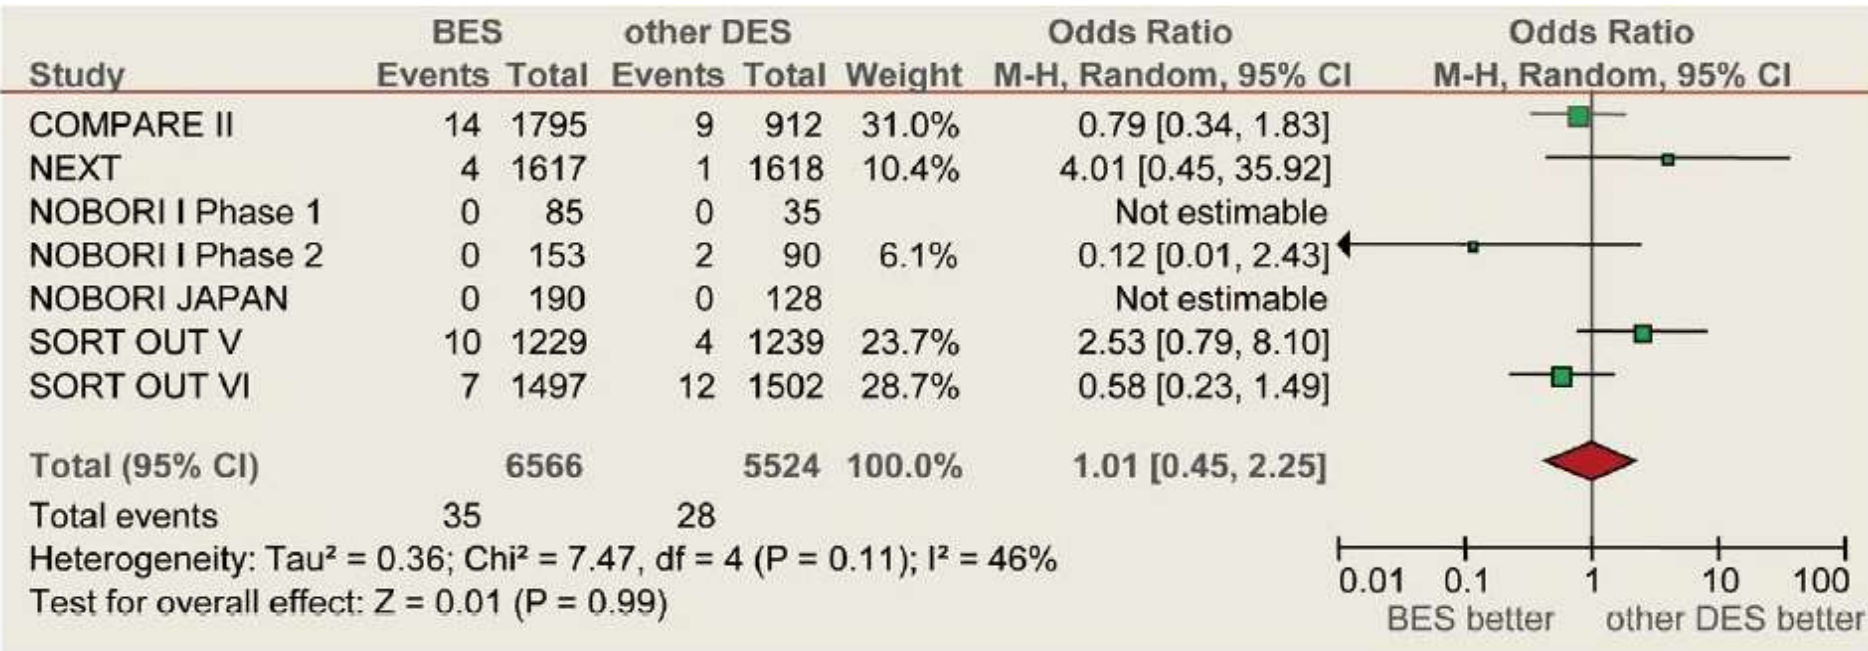 BES other DES Odds Ratio Odds Ratio
Study Events Total Events Total Weight M-H, Random, 95% CI M-H, Random, 95% CI
COMPARE II 14 1795 9 912 31.0% 0.79 [0.34, 1.83]
NEXT 4 1617 1 1618 10.4% 4.01 [0.45, 35.92]
NOBORI I Phase 1 0 85 0 35 Not estimable
NOBORI I Phase 2 0 153 2 90 6.1% 0.12 [0.01, 2.43]
NOBORI JAPAN 0 190 0 128 Not estimable
SORT OUT V 10 1229 4 1239 23.7% 2.53 [0.79, 8.10]
SORT OUT VI 7 1497 12 1502 28.7% 0.58 [0.23, 1.49]
Total (95% CI) 6566 5524 100.0% 1.01 [0.45, 2.25]
Total events 35 28
Heterogeneity: Tau² = 0.36; Chi² = 7.47, df = 4 (P = 0.11); I² = 46%
Test for overall effect: Z = 0.01 (P = 0.99)
0.01 0.1 1 10 100
BES better other DES better